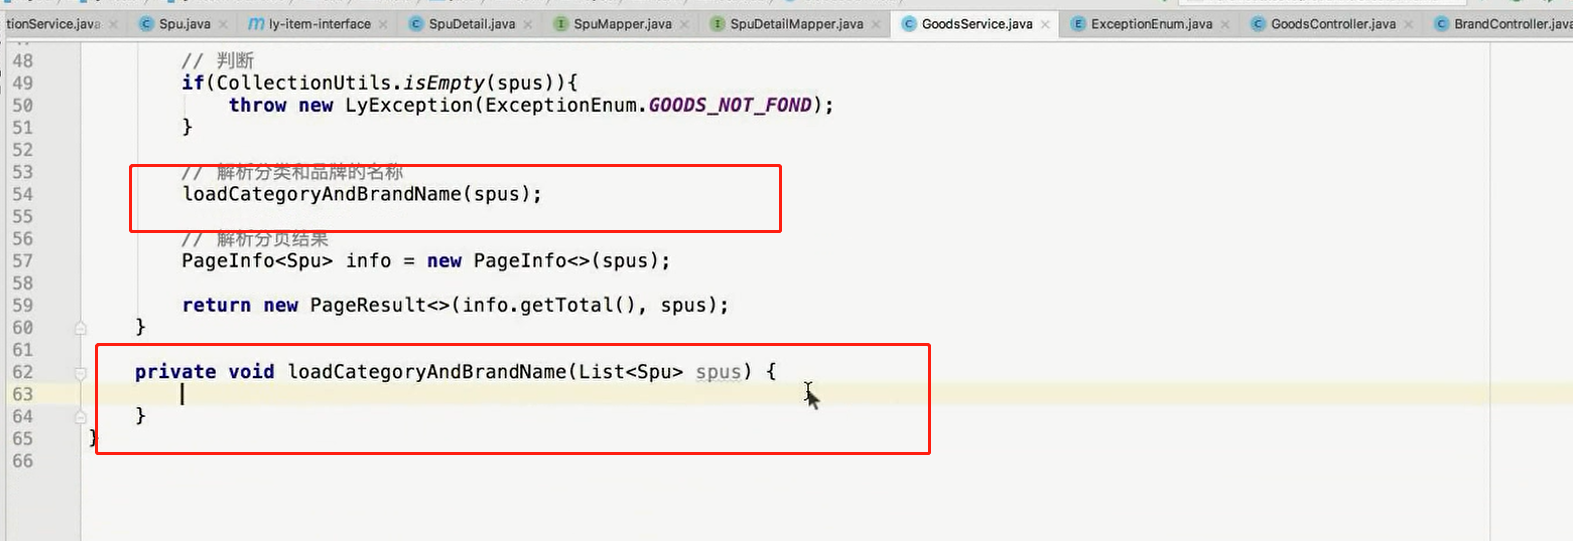 tionService.java Spu.java ly-item-interface SpuDetail.java SpuMapper.java SpuDetailMapper.java GoodsService.java ExceptionEnum.java GoodsController.java BrandController.java
48 // 判断
49 if(CollectionUtils.isEmpty(spus)){
50 throw new LyException(ExceptionEnum.GOODS_NOT_FOND);
51 }
52
53 // 解析分类和品牌的名称
54 loadCategoryAndBrandName(spus);
55
56 // 解析分页结果
57 PageInfo<Spu> info = new PageInfo<>(spus);
58
59 return new PageResult<>(info.getTotal(), spus);
60 }
61
62 private void loadCategoryAndBrandName(List<Spu> spus) {
63
64 }
65 }
66